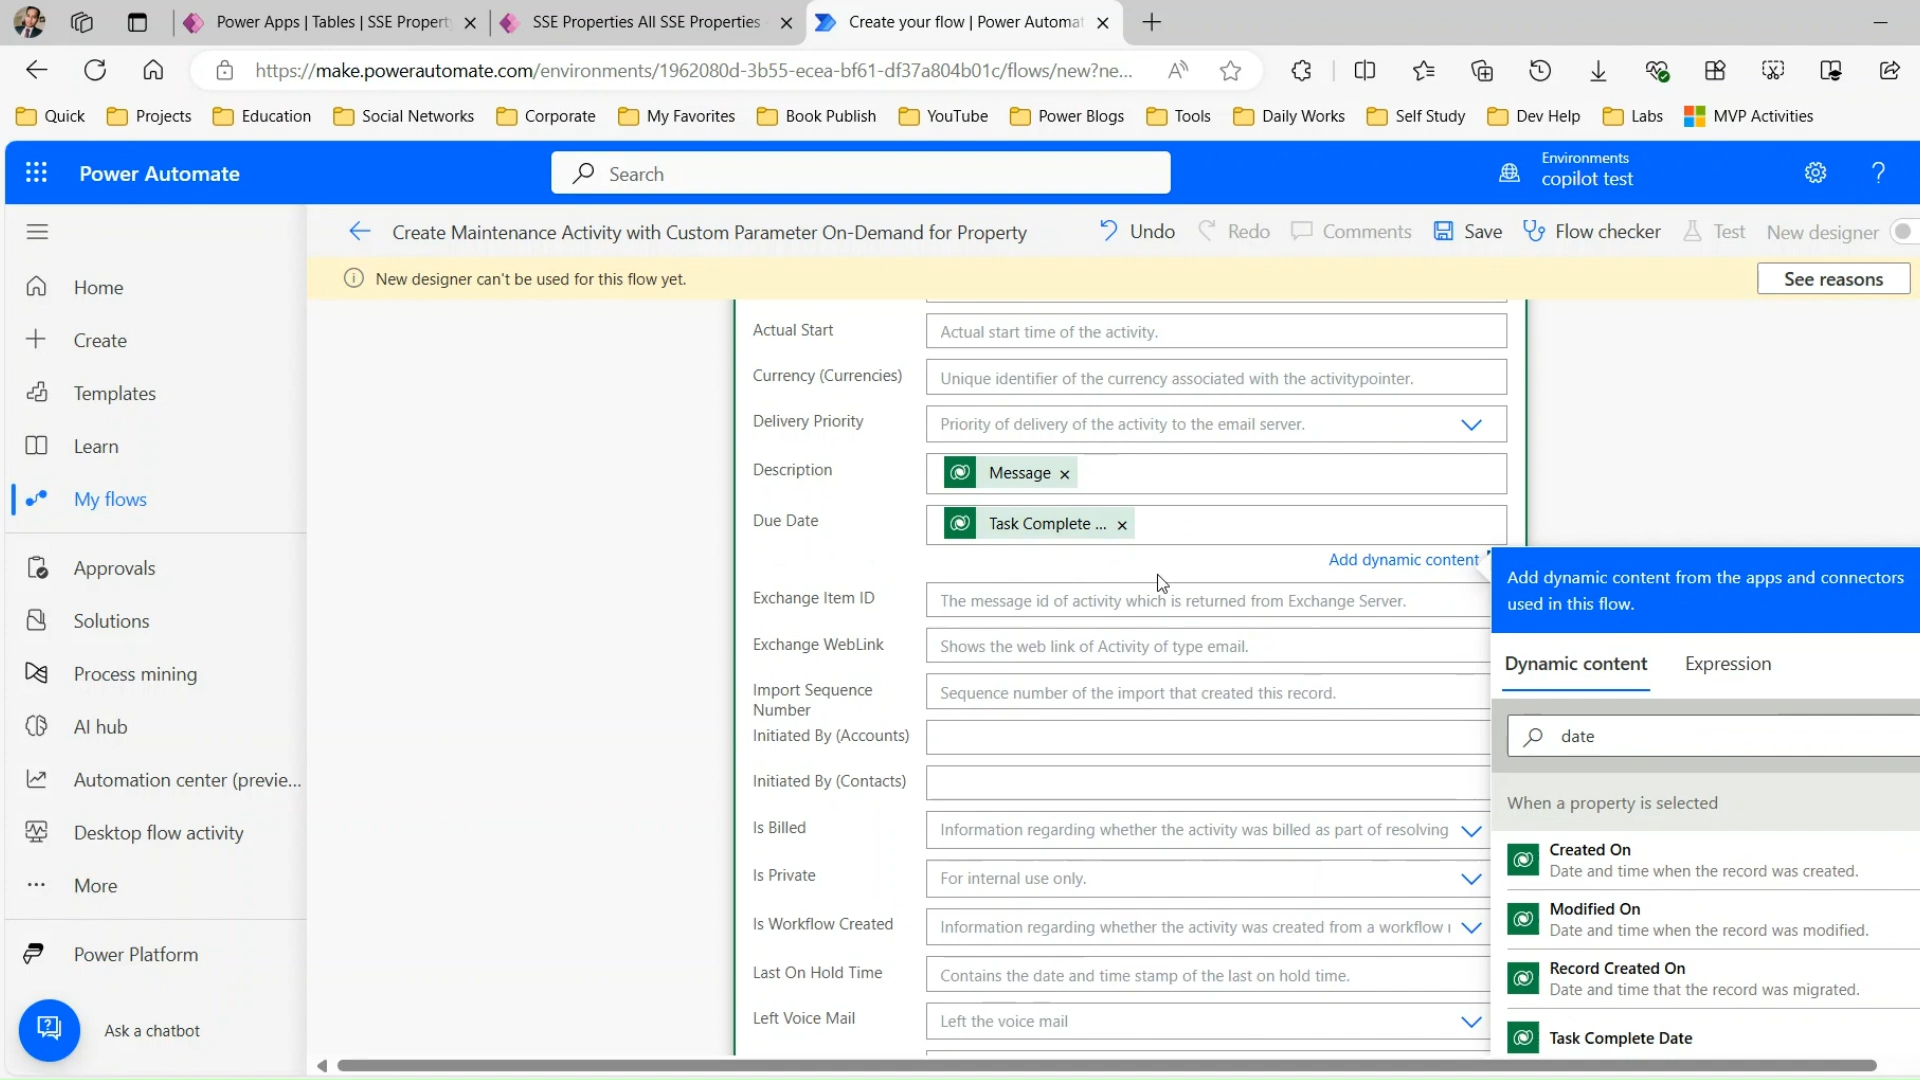 Power Apps | Tables | SSE Propert
SSE Properties All SSE Properties
Create your flow | Power Automat
https://make.powerautomate.com/environments/1962080d-3b55-ecea-bf61-df37a804b01c/flows/new?ne...
Quick
Projects
Education
Social Networks
Corporate
My Favorites
Book Publish
YouTube
Power Blogs
Tools
Daily Works
Self Study
Dev Help
Labs
MVP Activities
Power Automate
Search
Environments
copilot test
Create Maintenance Activity with Custom Parameter On-Demand for Property
Undo
Redo
Comments
Save
Flow checker
Test
New designer
New designer can't be used for this flow yet.
See reasons
Home
Create
Templates
Learn
My flows
Approvals
Solutions
Process mining
AI hub
Automation center (previe...
Desktop flow activity
More
Power Platform
Ask a chatbot
Actual Start
Actual start time of the activity.
Currency (Currencies)
Unique identifier of the currency associated with the activitypointer.
Delivery Priority
Priority of delivery of the activity to the email server.
Description
Message
Due Date
Task Complete ...
Add dynamic content
Exchange Item ID
The message id of activity which is returned from Exchange Server.
Exchange WebLink
Shows the web link of Activity of type email.
Import Sequence
Number
Sequence number of the import that created this record.
Initiated By (Accounts)
Initiated By (Contacts)
Is Billed
Information regarding whether the activity was billed as part of resolving
Is Private
For internal use only.
Is Workflow Created
Information regarding whether the activity was created from a workflow r
Last On Hold Time
Contains the date and time stamp of the last on hold time.
Left Voice Mail
Left the voice mail
Add dynamic content from the apps and connectors
used in this flow.
Dynamic content
Expression
date
When a property is selected
Created On
Date and time when the record was created.
Modified On
Date and time when the record was modified.
Record Created On
Date and time that the record was migrated.
Task Complete Date